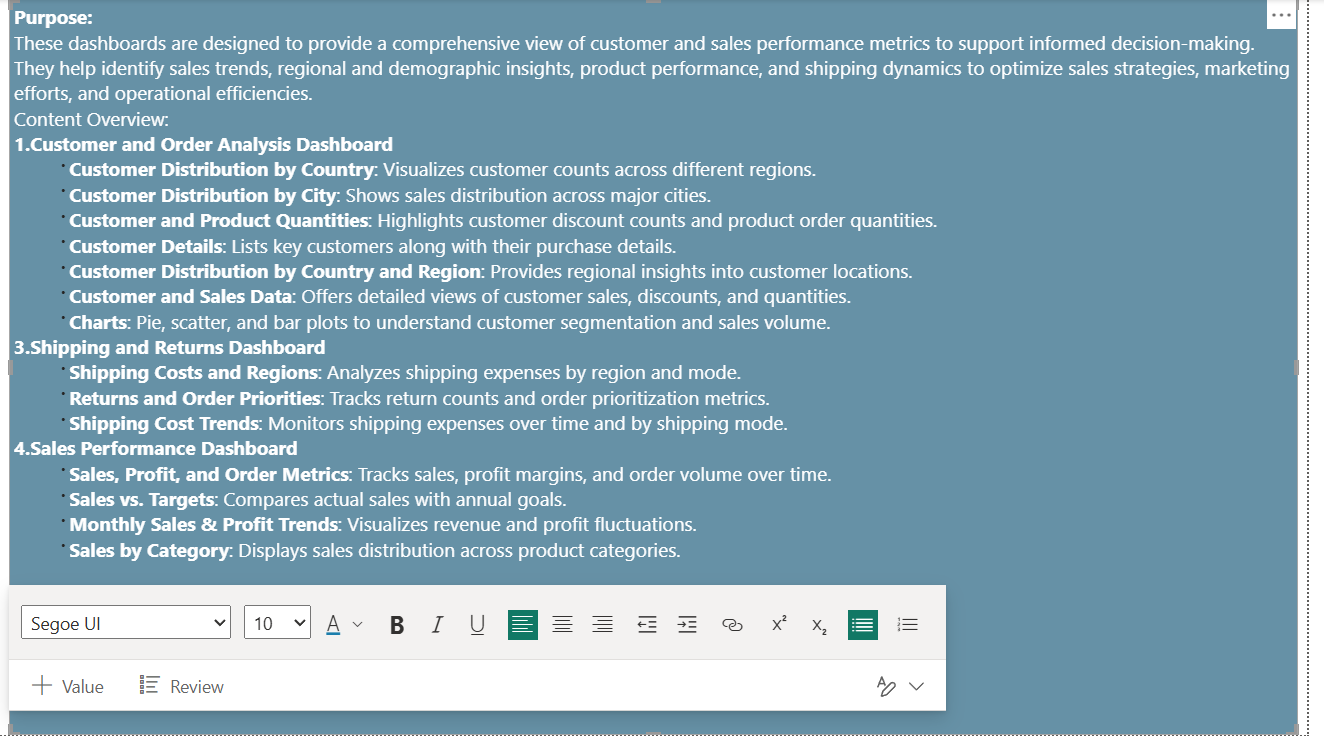 Purpose:
These dashboards are designed to provide a comprehensive view of customer and sales performance metrics to support informed decision-making.
They help identify sales trends, regional and demographic insights, product performance, and shipping dynamics to optimize sales strategies, marketing
efforts, and operational efficiencies.
Content Overview:
1.Customer and Order Analysis Dashboard
· Customer Distribution by Country: Visualizes customer counts across different regions.
· Customer Distribution by City: Shows sales distribution across major cities.
· Customer and Product Quantities: Highlights customer discount counts and product order quantities.
· Customer Details: Lists key customers along with their purchase details.
· Customer Distribution by Country and Region: Provides regional insights into customer locations.
· Customer and Sales Data: Offers detailed views of customer sales, discounts, and quantities.
· Charts: Pie, scatter, and bar plots to understand customer segmentation and sales volume.
3.Shipping and Returns Dashboard
· Shipping Costs and Regions: Analyzes shipping expenses by region and mode.
· Returns and Order Priorities: Tracks return counts and order prioritization metrics.
· Shipping Cost Trends: Monitors shipping expenses over time and by shipping mode.
4.Sales Performance Dashboard
· Sales, Profit, and Order Metrics: Tracks sales, profit margins, and order volume over time.
· Sales vs. Targets: Compares actual sales with annual goals.
· Monthly Sales & Profit Trends: Visualizes revenue and profit fluctuations.
· Sales by Category: Displays sales distribution across product categories.
Segoe UI 10 A B I U x² x₂
Value Review